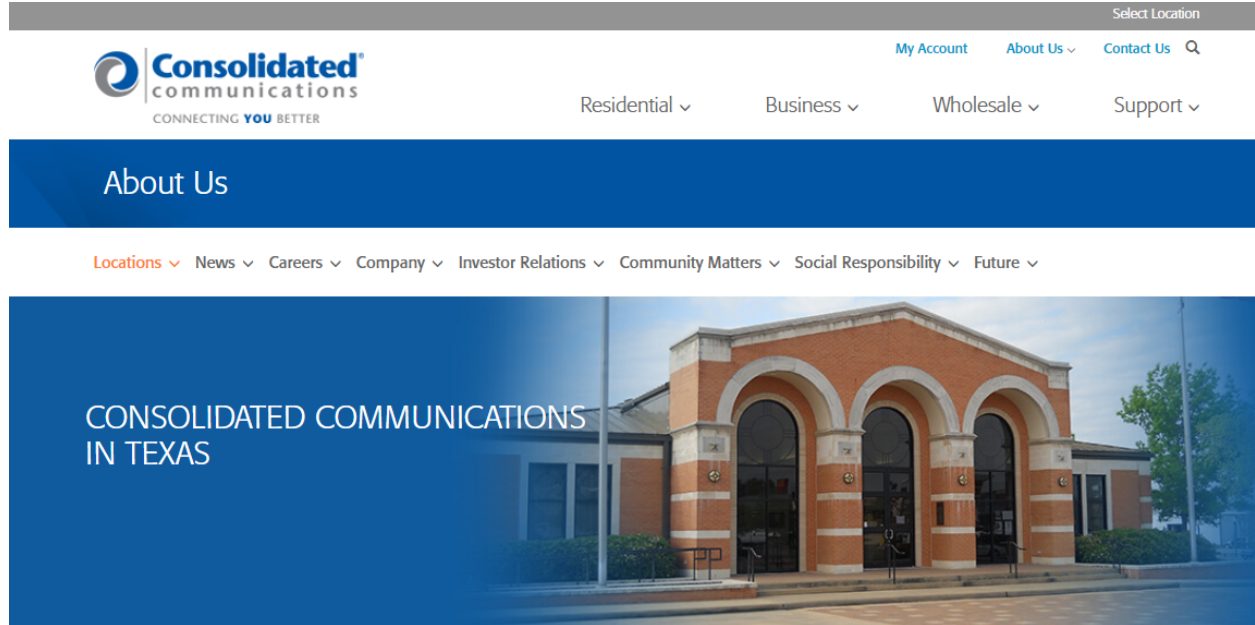 Select Location
My Account About Us Contact Us
Consolidated®
communications
CONNECTING YOU BETTER
Residential Business Wholesale Support
About Us
Locations News Careers Company Investor Relations Community Matters Social Responsibility Future
CONSOLIDATED COMMUNICATIONS
IN TEXAS